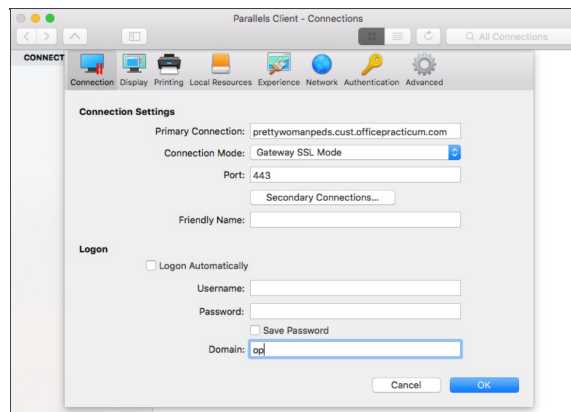 Parallels Client - Connections
All Connections
CONNECT
Connection Display Printing Local Resources Experience Network Authentication Advanced
Connection Settings
Primary Connection: prettywomanpeds.cust.officepracticum.com
Connection Mode: Gateway SSL Mode
Port: 443
Secondary Connections...
Friendly Name:
Logon
Logon Automatically
Username:
Password:
Save Password
Domain: op
Cancel OK